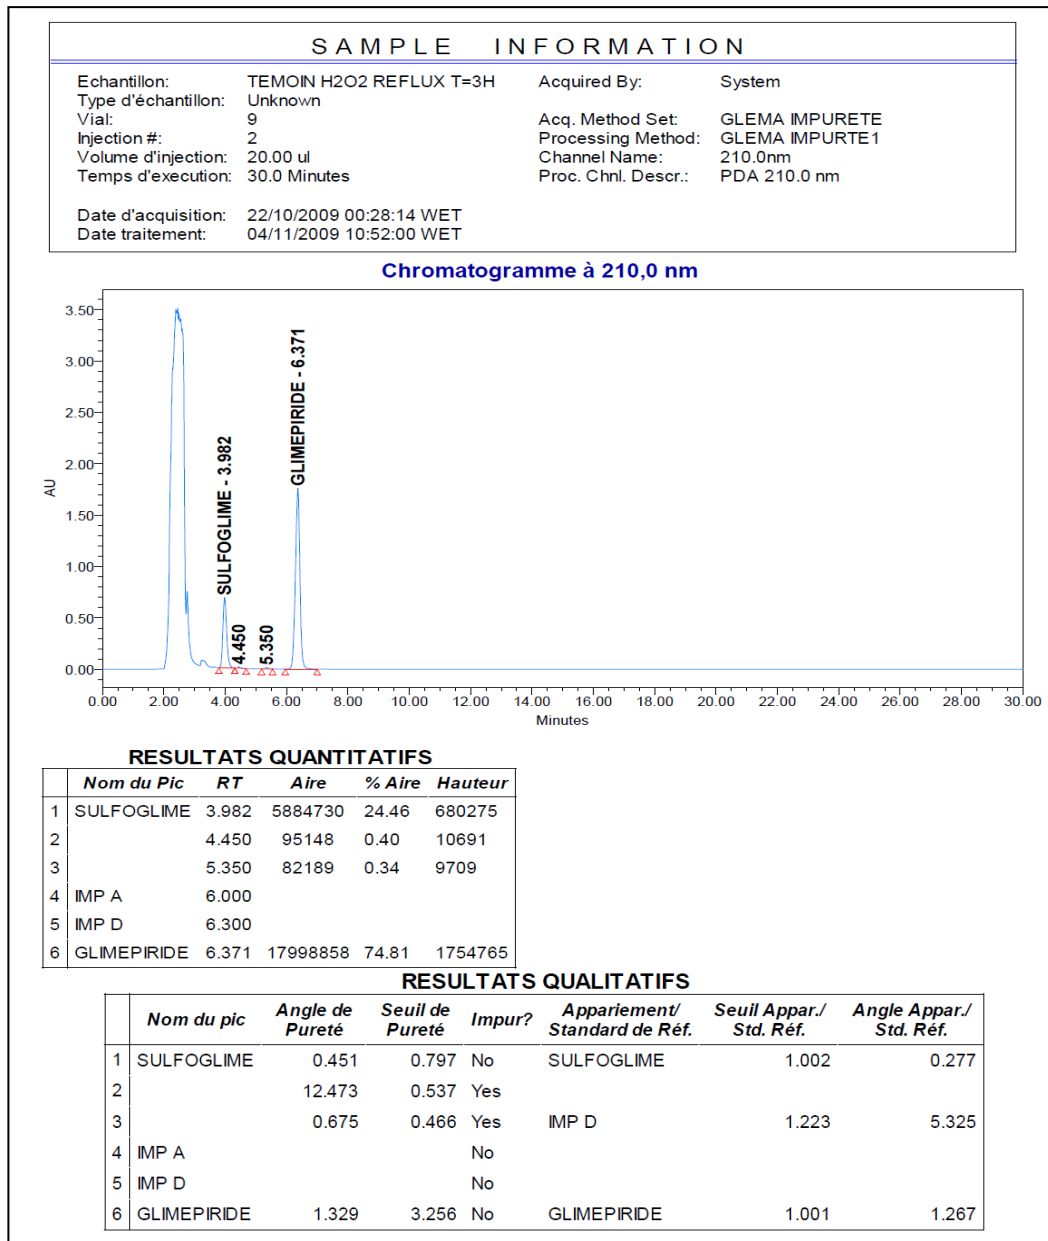 SAMPLE INFORMATION
Echantillon: TEMOIN H2O2 REFLUX T=3H Acquired By: System
Type d'échantillon: Unknown
Vial: 9 Acq. Method Set: GLEMA IMPURETE
Injection #: 2 Processing Method: GLEMA IMPURTE1
Volume d'injection: 20.00 ul Channel Name: 210.0nm
Temps d'execution: 30.0 Minutes Proc. Chnl. Descr.: PDA 210.0 nm
Date d'acquisition: 22/10/2009 00:28:14 WET
Date traitement: 04/11/2009 10:52:00 WET
Chromatogramme à 210,0 nm
AU
3.50
3.00
2.50
2.00
1.50
1.00
0.50
0.00
SULFOGLIME - 3.982
4.450
5.350
GLIMEPIRIDE - 6.371
0.00 2.00 4.00 6.00 8.00 10.00 12.00 14.00 16.00 18.00 20.00 22.00 24.00 26.00 28.00 30.00
Minutes
RESULTATS QUANTITATIFS
Nom du Pic RT Aire % Aire Hauteur
1 SULFOGLIME 3.982 5884730 24.46 680275
2 4.450 95148 0.40 10691
3 5.350 82189 0.34 9709
4 IMP A 6.000
5 IMP D 6.300
6 GLIMEPIRIDE 6.371 17998858 74.81 1754765
RESULTATS QUALITATIFS
Nom du pic Angle de Pureté Seuil de Pureté Impur? Appariement/ Standard de Réf. Seuil Appar./ Std. Réf. Angle Appar./ Std. Réf.
1 SULFOGLIME 0.451 0.797 No SULFOGLIME 1.002 0.277
2 12.473 0.537 Yes
3 0.675 0.466 Yes IMP D 1.223 5.325
4 IMP A No
5 IMP D No
6 GLIMEPIRIDE 1.329 3.256 No GLIMEPIRIDE 1.001 1.267